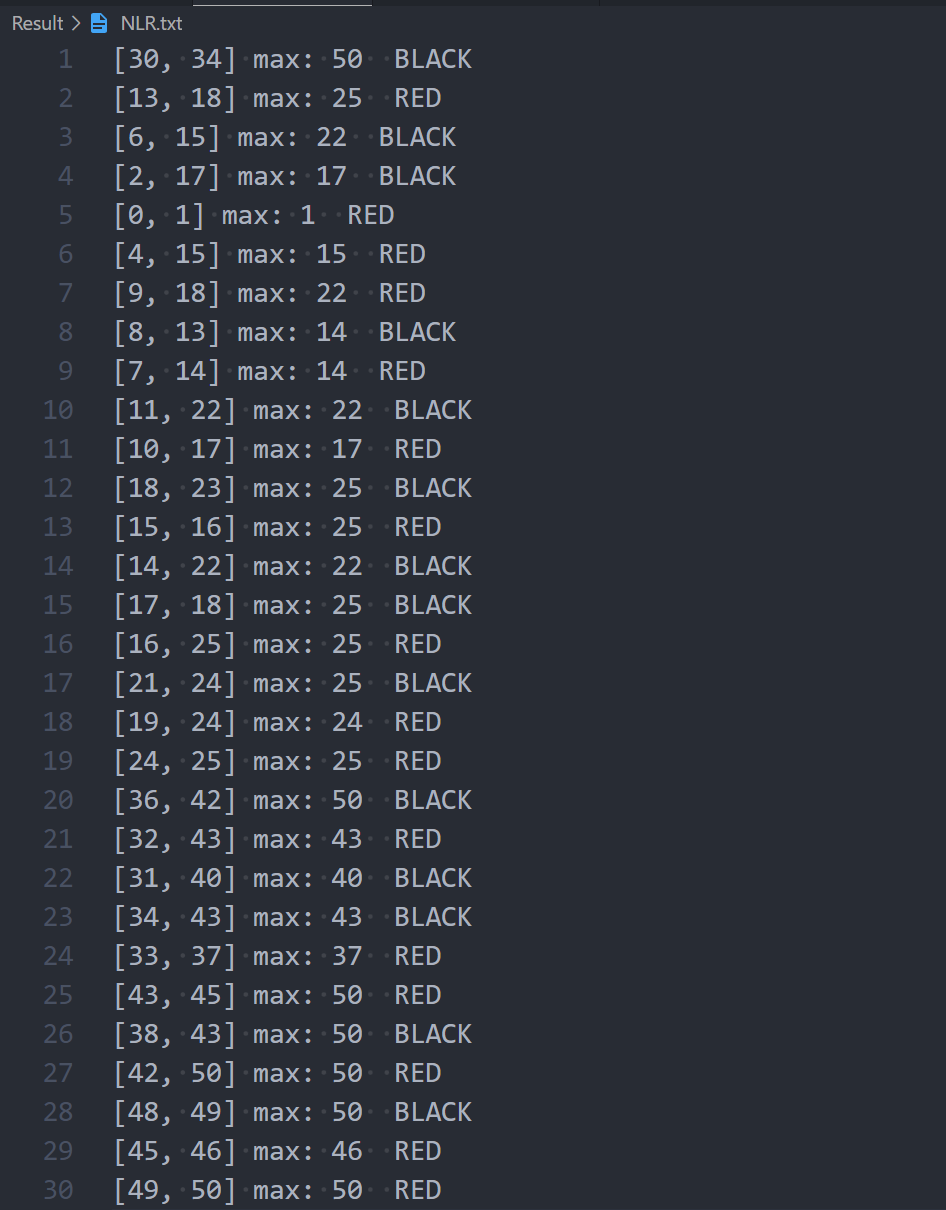 Result > NLR.txt
1 [30, 34] max: 50  BLACK
2 [13, 18] max: 25  RED
3 [6, 15] max: 22  BLACK
4 [2, 17] max: 17  BLACK
5 [0, 1] max: 1  RED
6 [4, 15] max: 15  RED
7 [9, 18] max: 22  RED
8 [8, 13] max: 14  BLACK
9 [7, 14] max: 14  RED
10 [11, 22] max: 22  BLACK
11 [10, 17] max: 17  RED
12 [18, 23] max: 25  BLACK
13 [15, 16] max: 25  RED
14 [14, 22] max: 22  BLACK
15 [17, 18] max: 25  BLACK
16 [16, 25] max: 25  RED
17 [21, 24] max: 25  BLACK
18 [19, 24] max: 24  RED
19 [24, 25] max: 25  RED
20 [36, 42] max: 50  BLACK
21 [32, 43] max: 43  RED
22 [31, 40] max: 40  BLACK
23 [34, 43] max: 43  BLACK
24 [33, 37] max: 37  RED
25 [43, 45] max: 50  RED
26 [38, 43] max: 50  BLACK
27 [42, 50] max: 50  RED
28 [48, 49] max: 50  BLACK
29 [45, 46] max: 46  RED
30 [49, 50] max: 50  RED